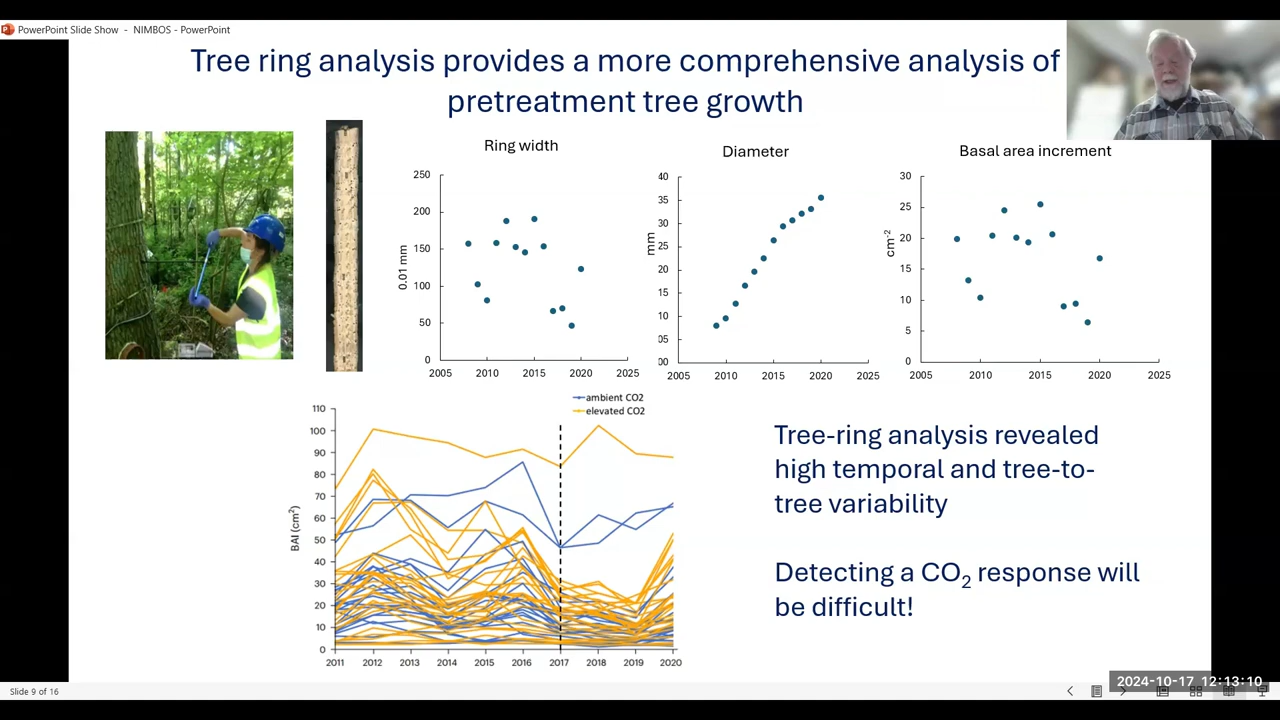 PowerPoint Slide Show - NIMBOS - PowerPoint
Tree ring analysis provides a more comprehensive analysis of
pretreatment tree growth
Ring width
250
200
150
100
50
0
0.01 mm
2005 2010 2015 2020 2025
Diameter
40
35
30
25
20
15
10
05
00
mm
2005 2010 2015 2020 2025
Basal area increment
30
25
20
15
10
5
0
cm-2
2005 2010 2015 2020 2025
ambient CO2
elevated CO2
110
100
90
80
70
60
50
40
30
20
10
0
BAI (cm2)
2011 2012 2013 2014 2015 2016 2017 2018 2019 2020
Tree-ring analysis revealed
high temporal and tree-to-
tree variability
Detecting a CO2 response will
be difficult!
Slide 9 of 16
2024-10-17 12:13:10